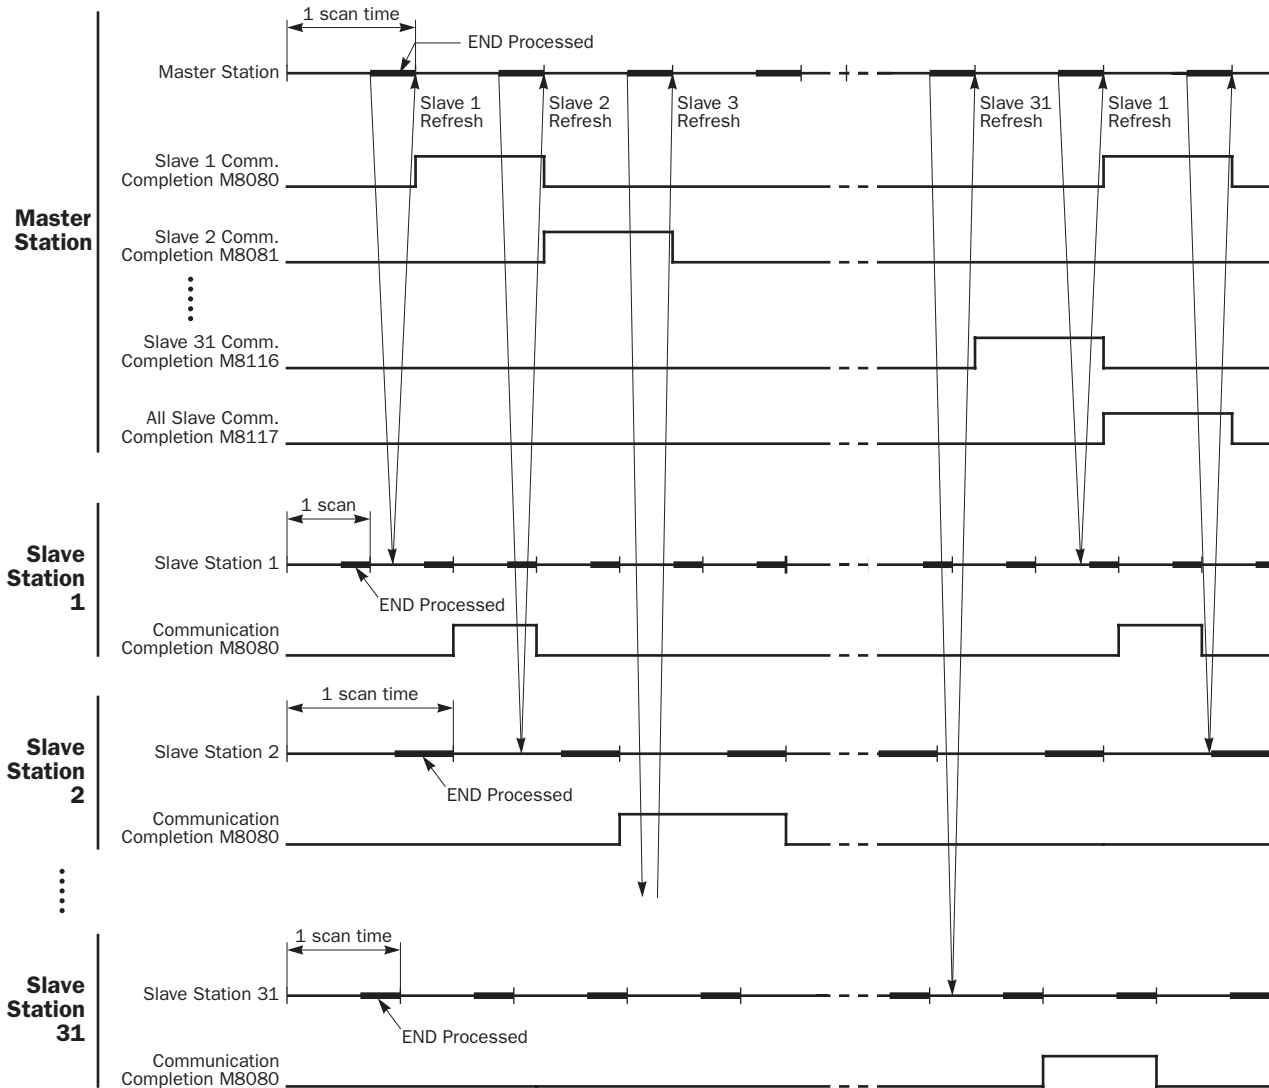 1 scan time
END Processed
Master Station
Slave 1
Refresh
Slave 2
Refresh
Slave 3
Refresh
Slave 31
Refresh
Slave 1
Refresh
Slave 1 Comm.
Completion M8080
Master
Station
Slave 2 Comm.
Completion M8081
Slave 31 Comm.
Completion M8116
All Slave Comm.
Completion M8117
1 scan
Slave
Station
1
Slave Station 1
END Processed
Communication
Completion M8080
1 scan time
Slave
Station
2
Slave Station 2
END Processed
Communication
Completion M8080
1 scan time
Slave
Station
31
Slave Station 31
END Processed
Communication
Completion M8080